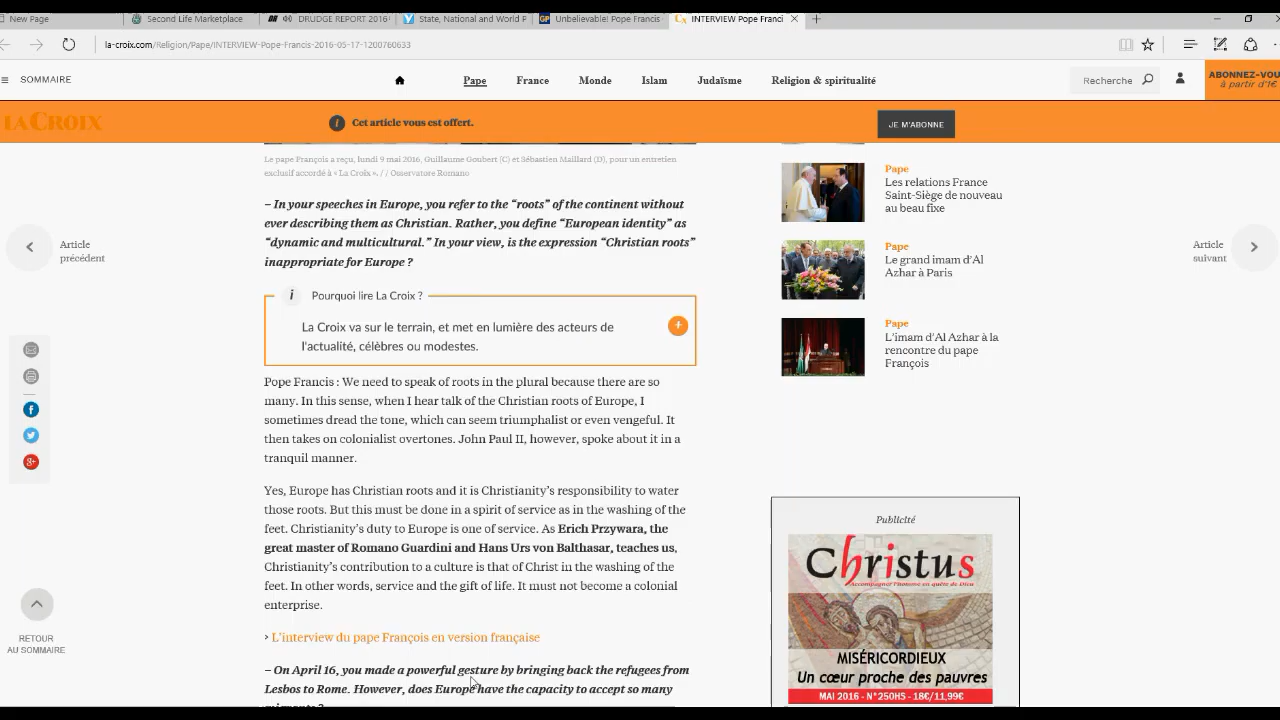 New Page
Second Life Marketplace
DRUDGE REPORT 2016
State, National and World P
Unbelievable! Pope Francis
INTERVIEW Pope Franci
la-croix.com/Religion/Pape/INTERVIEW-Pope-Francis-2016-05-17-1200760633
SOMMAIRE
Pape
France
Monde
Islam
Judaïsme
Religion & spiritualité
Recherche
ABONNEZ-VOU
à partir d'1€
LA CROIX
Cet article vous est offert.
JE M'ABONNE
Le pape François a reçu, lundi 9 mai 2016, Guillaume Goubert (C) et Sébastien Maillard (D), pour un entretien
exclusif accordé à « La Croix ». / / Osservatore Romano
– In your speeches in Europe, you refer to the “roots” of the continent without
ever describing them as Christian. Rather, you define “European identity” as
“dynamic and multicultural.” In your view, is the expression “Christian roots”
inappropriate for Europe ?
Article
précédent
Pourquoi lire La Croix ?
La Croix va sur le terrain, et met en lumière des acteurs de
l'actualité, célèbres ou modestes.
Pope Francis : We need to speak of roots in the plural because there are so
many. In this sense, when I hear talk of the Christian roots of Europe, I
sometimes dread the tone, which can seem triumphalist or even vengeful. It
then takes on colonialist overtones. John Paul II, however, spoke about it in a
tranquil manner.
Yes, Europe has Christian roots and it is Christianity’s responsibility to water
those roots. But this must be done in a spirit of service as in the washing of the
feet. Christianity’s duty to Europe is one of service. As Erich Przywara, the
great master of Romano Guardini and Hans Urs von Balthasar, teaches us,
Christianity’s contribution to a culture is that of Christ in the washing of the
feet. In other words, service and the gift of life. It must not become a colonial
enterprise.
> L’interview du pape François en version française
– On April 16, you made a powerful gesture by bringing back the refugees from
Lesbos to Rome. However, does Europe have the capacity to accept so many
migrants ?
RETOUR
AU SOMMAIRE
Pape
Les relations France
Saint-Siège de nouveau
au beau fixe
Pape
Le grand imam d’Al
Azhar à Paris
Pape
L’imam d’Al Azhar à la
rencontre du pape
François
Article
suivant
Publicité
Christus
Accompagner l'homme en quête de Dieu
MISÉRICORDIEUX
Un cœur proche des pauvres
MAI 2016 - N°250HS - 18€/11,99€